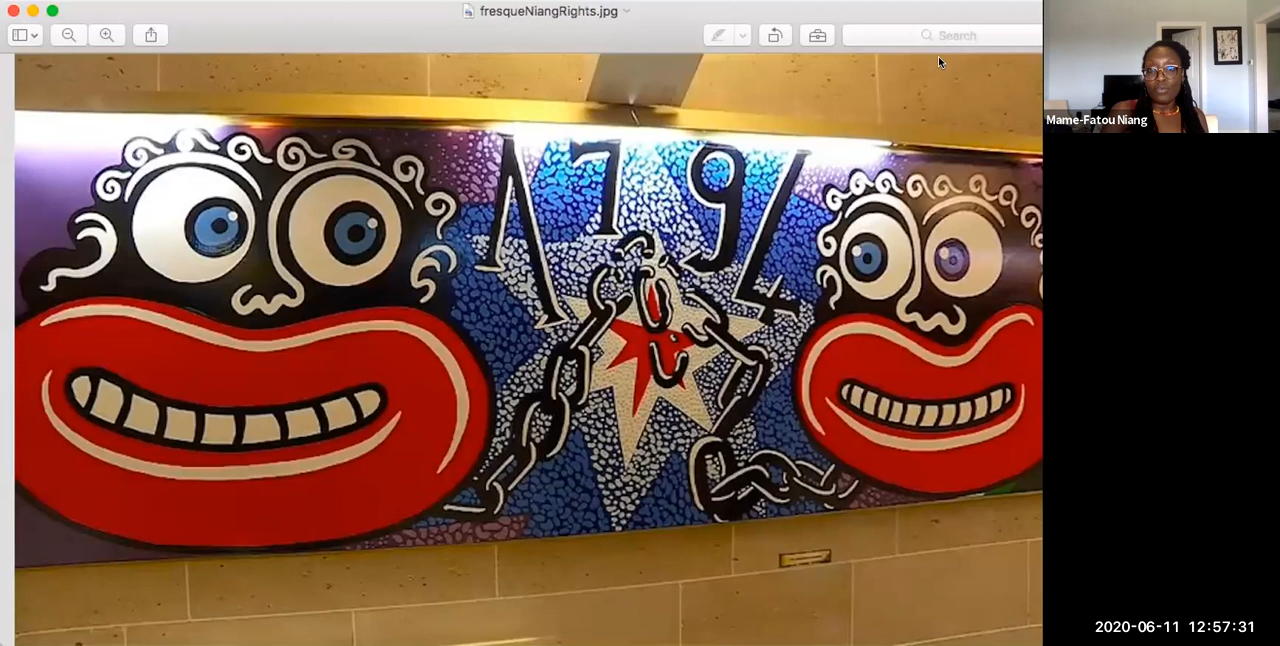 fresqueNiangRights.jpg
Search
Mame-Fatou Niang
1794
2020-06-11 12:57:31